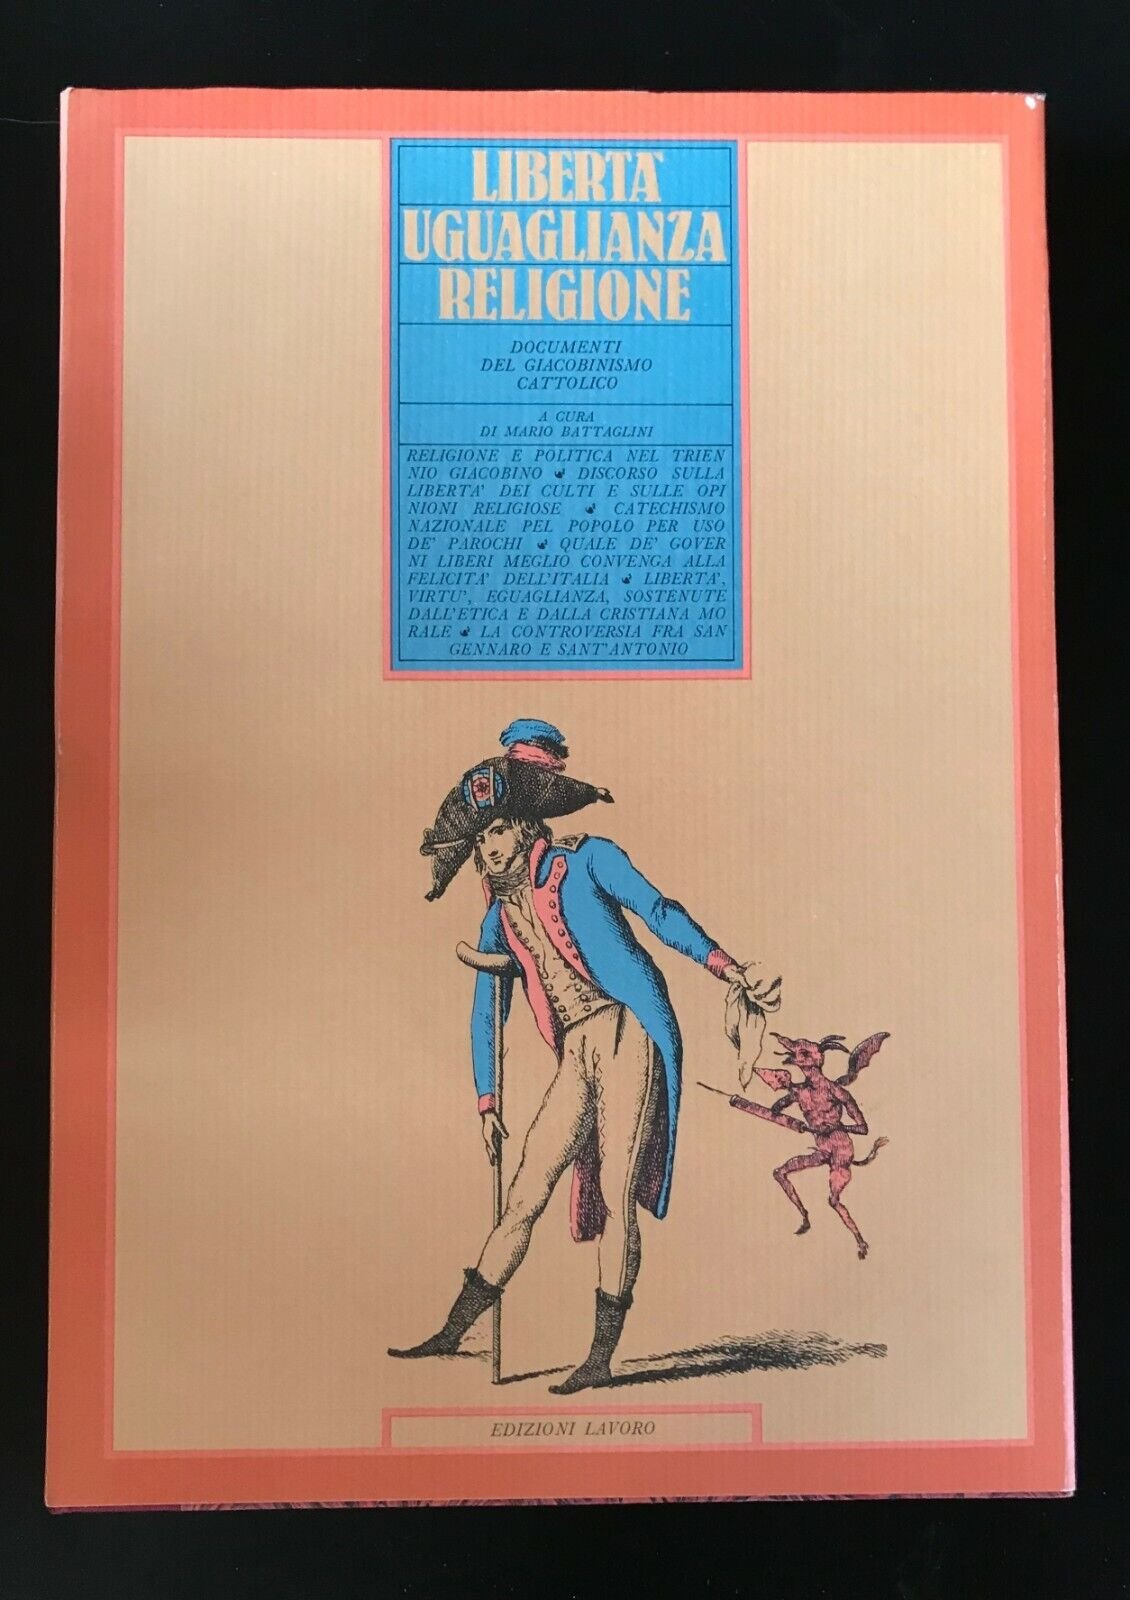 LIBERTA'
UGUAGLIANZA
RELIGIONE
DOCUMENTI
DEL GIACOBINISMO
CATTOLICO
A CURA
DI MARIO BATTAGLINI
RELIGIONE E POLITICA NEL TRIEN
NIO GIACOBINO DISCORSO SULLA
LIBERTA' DEI CULTI E SULLE OPI
NIONI RELIGIOSE CATECHISMO
NAZIONALE PEL POPOLO PER USO
DE' PAROCHI QUALE DE' GOVER
NI LIBERI MEGLIO CONVENGA ALLA
FELICITA' DELL'ITALIA LIBERTA',
VIRTU', EGUAGLIANZA, SOSTENUTE
DALL'ETICA E DALLA CRISTIANA MO
RALE LA CONTROVERSIA FRA SAN
GENNARO E SANT'ANTONIO
EDIZIONI LAVORO